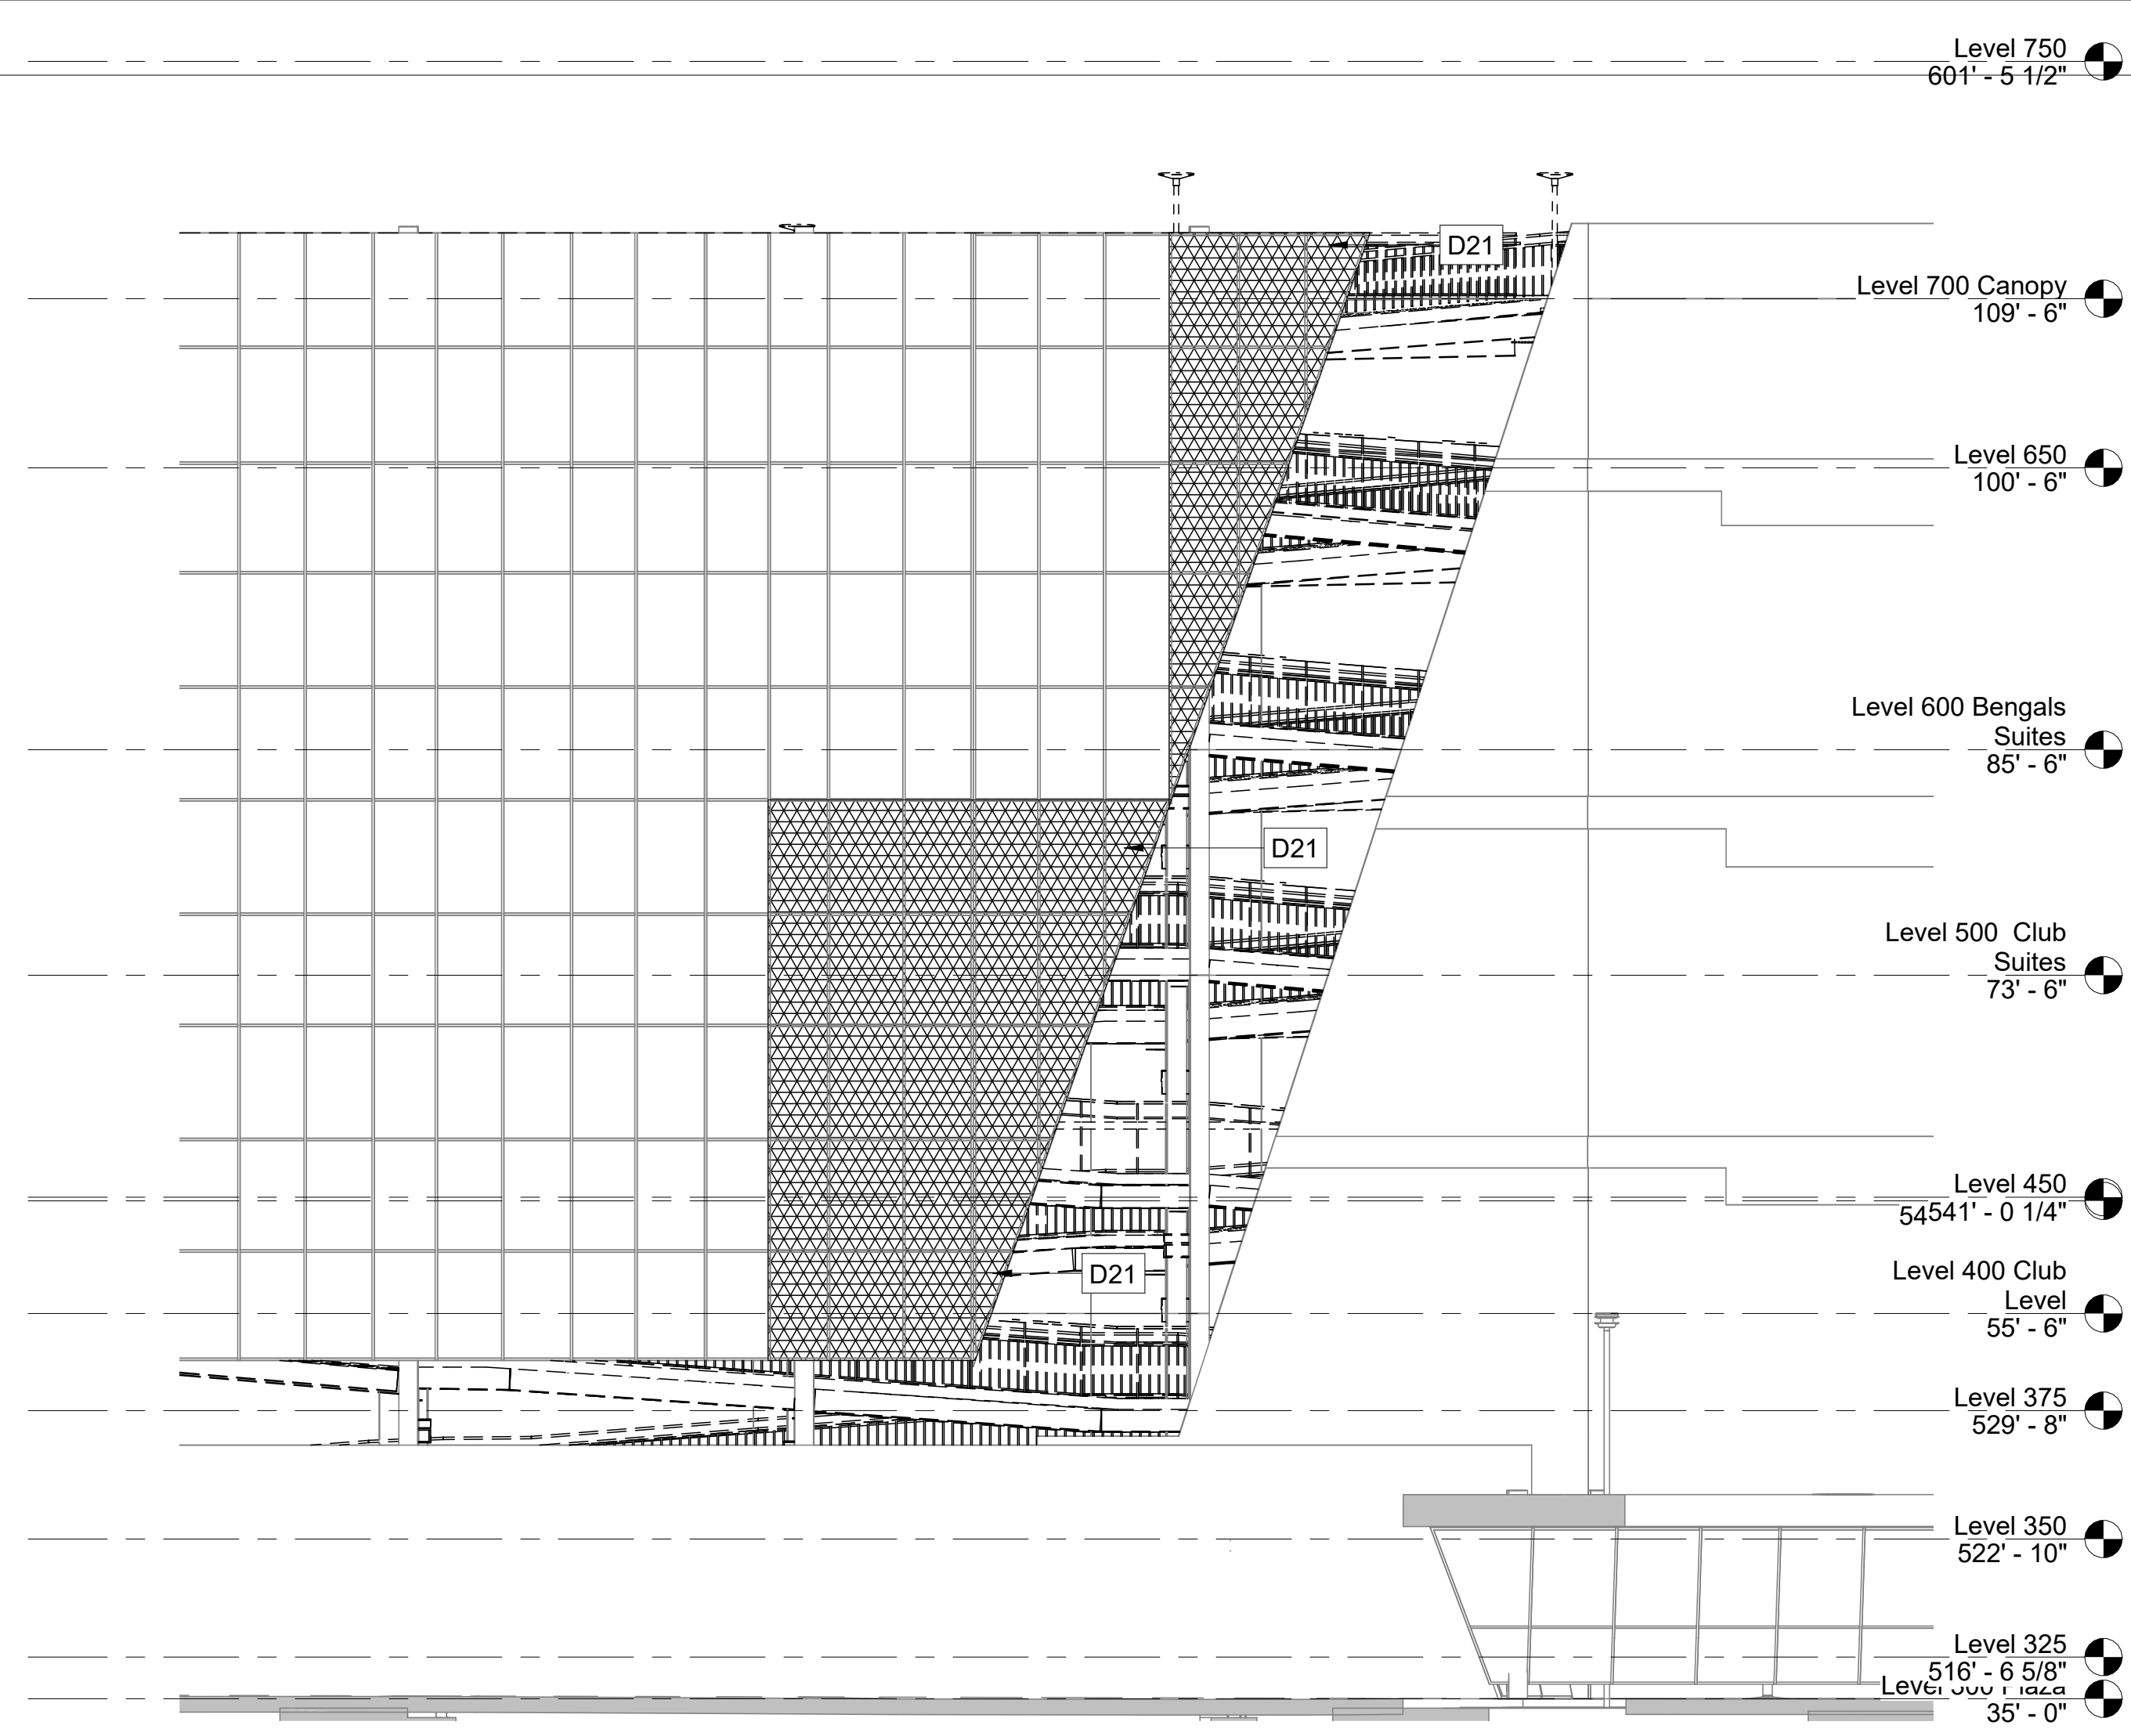 Level 750
601' - 5 1/2"
D21
Level 700 Canopy
109' - 6"
Level 650
100' - 6"
Level 600 Bengals
Suites
85' - 6"
D21
Level 500 Club
Suites
73' - 6"
Level 450
54541' - 0 1/4"
Level 400 Club
Level
55' - 6"
D21
Level 375
529' - 8"
Level 350
522' - 10"
Level 325
516' - 6 5/8"
Level 300 Plaza
35' - 0"